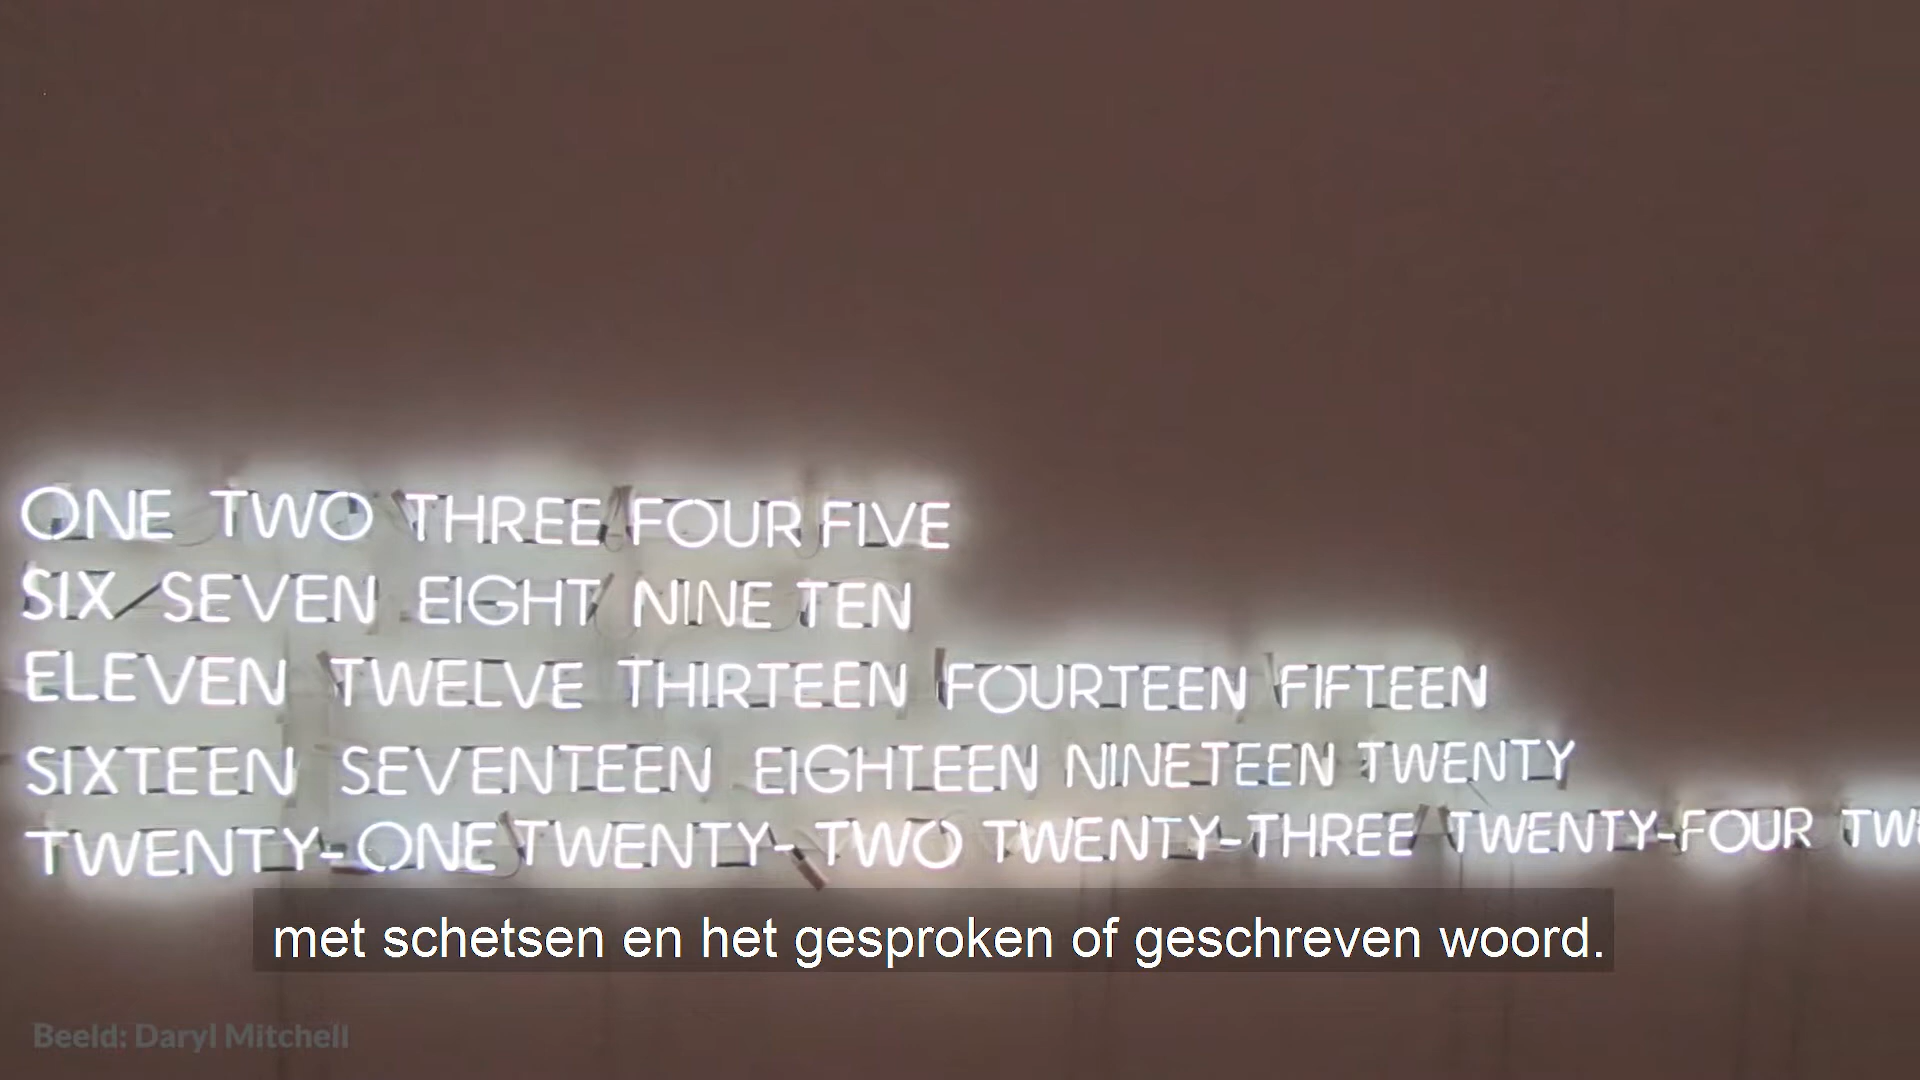 ONE TWO THREE FOUR FIVE
SIX SEVEN EIGHT NINE TEN
ELEVEN TWELVE THIRTEEN FOURTEEN FIFTEEN
SIXTEEN SEVENTEEN EIGHTEEN NINETEEN TWENTY
TWENTY-ONE TWENTY-TWO TWENTY-THREE TWENTY-FOUR
met schetsen en het gesproken of geschreven woord.
Beeld: Daryl Mitchell